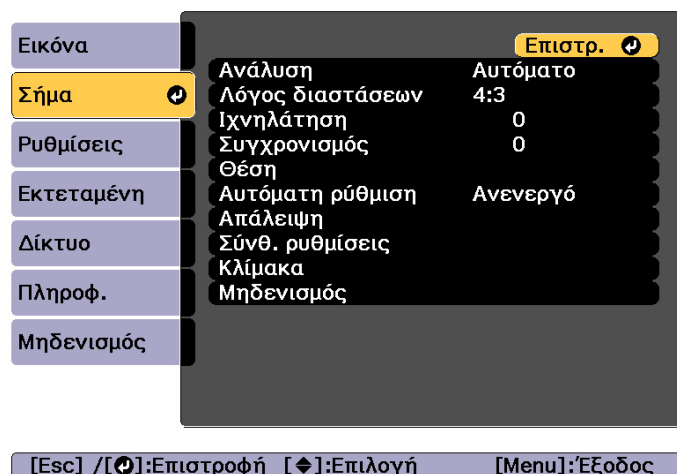 Εικόνα
Σήμα
Ρυθμίσεις
Εκτεταμένη
Δίκτυο
Πληροφ.
Μηδενισμός
Επιστρ.
Ανάλυση Αυτόματο
Λόγος διαστάσεων 4:3
Ιχνηλάτηση 0
Συγχρονισμός 0
Θέση
Αυτόματη ρύθμιση Ανενεργό
Απάλειψη
Σύνθ. ρυθμίσεις
Κλίμακα
Μηδενισμός
[Esc] /[⏎]:Επιστροφή [◆]:Επιλογή [Menu]:Έξοδος